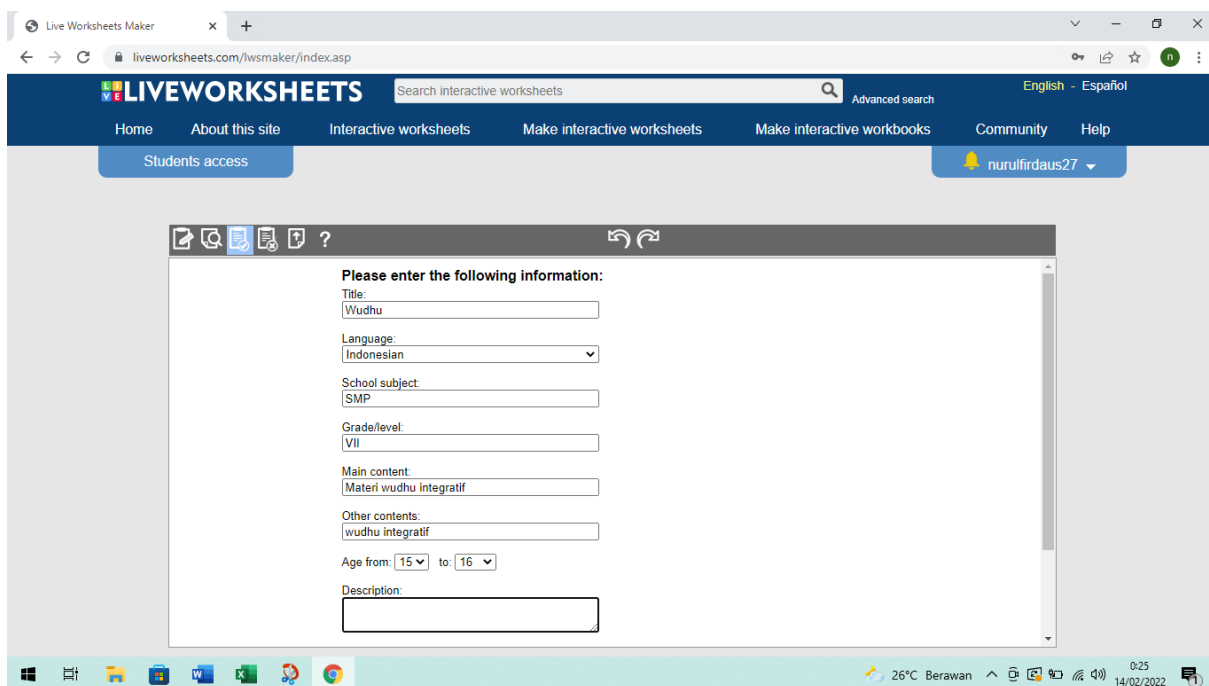 Live Worksheets Maker
liveworksheets.com/lwsmaker/index.asp
n
LIVEWORKSHEETS
Search interactive worksheets
Advanced search
English - Español
Home About this site Interactive worksheets Make interactive worksheets Make interactive workbooks Community Help
Students access
nurulfirdaus27
?
Please enter the following information:
Title:
Wudhu
Language:
Indonesian
School subject:
SMP
Grade/level:
VII
Main content:
Materi wudhu integratif
Other contents:
wudhu integratif
Age from: 15 to: 16
Description:
26°C Berawan
0:25
14/02/2022